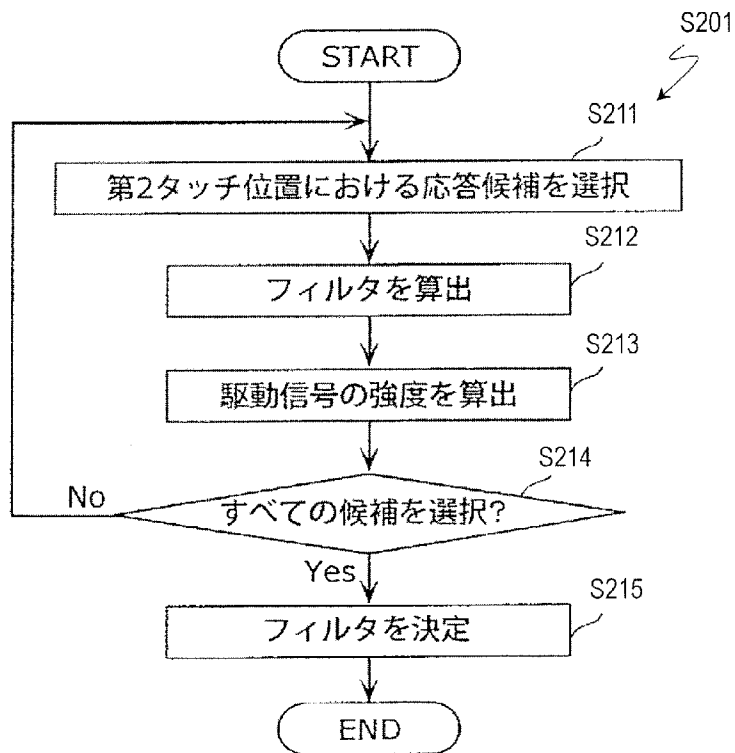 S201
START
S211
第2タッチ位置における応答候補を選択
S212
フィルタを算出
S213
駆動信号の強度を算出
S214
No
すべての候補を選択?
Yes
S215
フィルタを決定
END